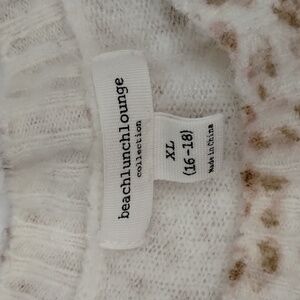 beachlunchlounge
collection
XL
(16-18)
Made in China